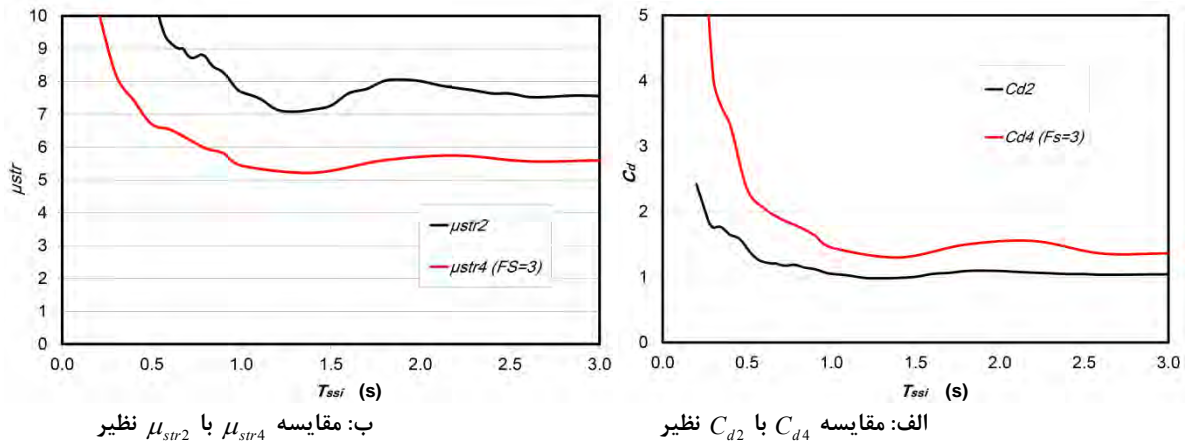 10
9
8
7
6
5
4
3
2
1
0
μstr
μstr2
μstr4 (FS=3)
0.0 0.5 1.0 1.5 2.0 2.5 3.0
Tssi (s)
ب: مقایسه μstr4 با μstr2 نظیر
5
4
3
2
1
0
Cd
Cd2
Cd4 (Fs=3)
0.0 0.5 1.0 1.5 2.0 2.5 3.0
Tssi (s)
الف: مقایسه Cd4 با Cd2 نظیر